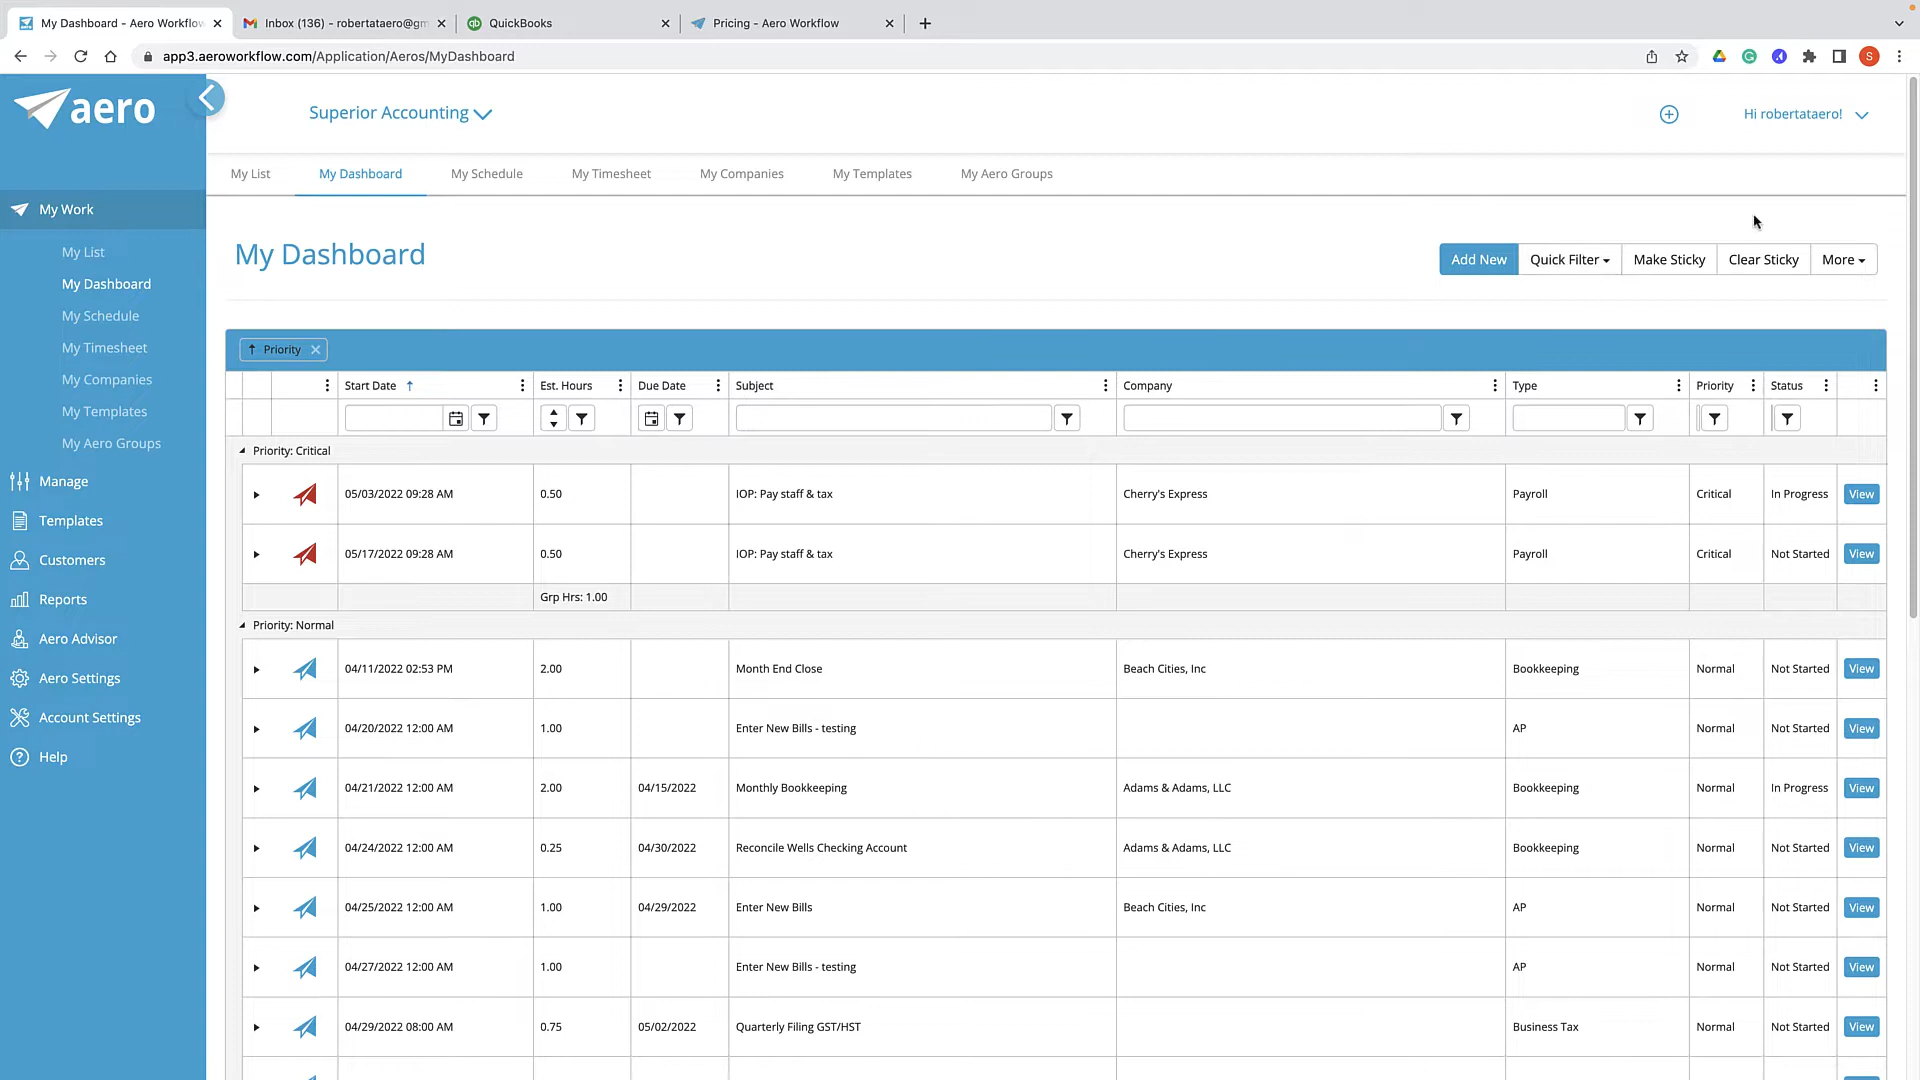 My Dashboard - Aero Workflow
Inbox (136) - robertataero@gm
QuickBooks
Pricing - Aero Workflow
app3.aeroworkflow.com/Application/Aeros/MyDashboard
S
aero
Superior Accounting
Hi robertataero!
My List
My Dashboard
My Schedule
My Timesheet
My Companies
My Templates
My Aero Groups
My Work
My List
My Dashboard
My Schedule
My Timesheet
My Companies
My Templates
My Aero Groups
Manage
Templates
Customers
Reports
Aero Advisor
Aero Settings
Account Settings
Help
My Dashboard
Add New
Quick Filter
Make Sticky
Clear Sticky
More
Priority
Start Date Est. Hours Due Date Subject Company Type Priority Status
Priority: Critical
05/03/2022 09:28 AM 0.50 IOP: Pay staff & tax Cherry's Express Payroll Critical In Progress View
05/17/2022 09:28 AM 0.50 IOP: Pay staff & tax Cherry's Express Payroll Critical Not Started View
Grp Hrs: 1.00
Priority: Normal
04/11/2022 02:53 PM 2.00 Month End Close Beach Cities, Inc Bookkeeping Normal Not Started View
04/20/2022 12:00 AM 1.00 Enter New Bills - testing AP Normal Not Started View
04/21/2022 12:00 AM 2.00 04/15/2022 Monthly Bookkeeping Adams & Adams, LLC Bookkeeping Normal In Progress View
04/24/2022 12:00 AM 0.25 04/30/2022 Reconcile Wells Checking Account Adams & Adams, LLC Bookkeeping Normal Not Started View
04/25/2022 12:00 AM 1.00 04/29/2022 Enter New Bills Beach Cities, Inc AP Normal Not Started View
04/27/2022 12:00 AM 1.00 Enter New Bills - testing AP Normal Not Started View
04/29/2022 08:00 AM 0.75 05/02/2022 Quarterly Filing GST/HST Business Tax Normal Not Started View